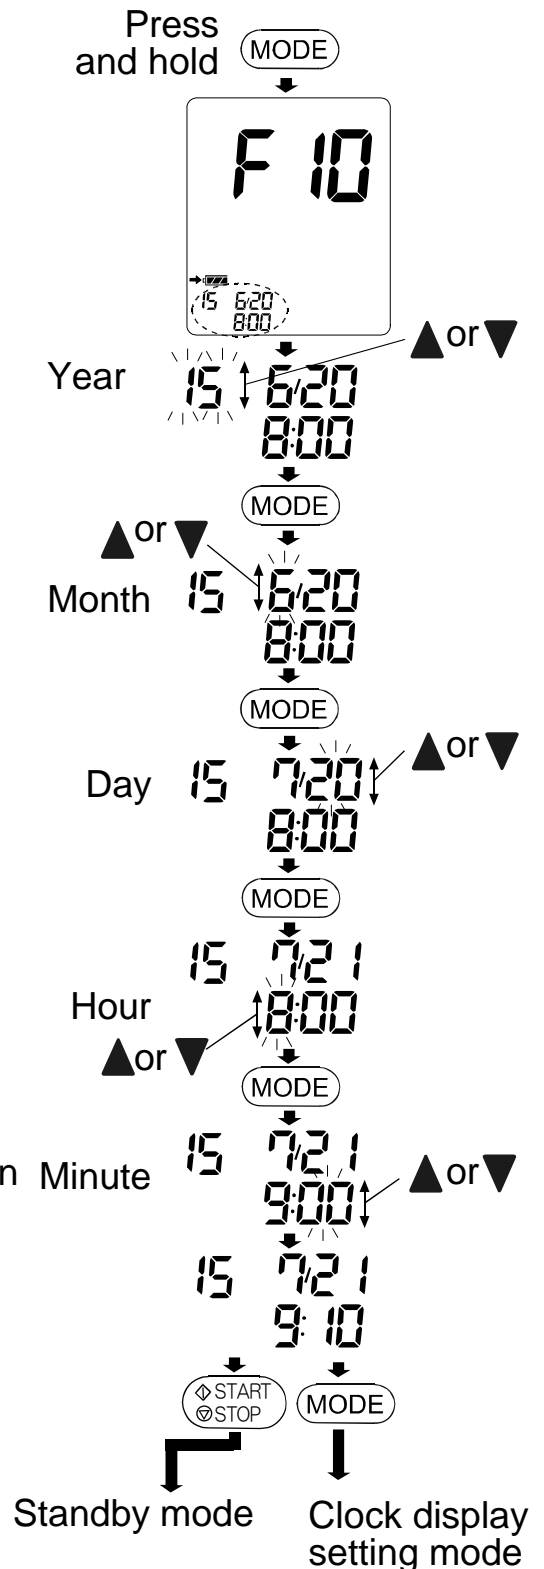 Press
and hold MODE
F 10
15 6/20
8:00
▲or▼
Year 15 6/20
8:00
MODE
▲or▼
Month 15 6/20
8:00
MODE
▲or▼
Day 15 7/20
8:00
MODE
15 7/21
Hour 8:00
▲or▼
MODE
15 7/21
n Minute 9:00 ▲or▼
15 7/21
9:10
START
STOP MODE
Standby mode Clock display
setting mode